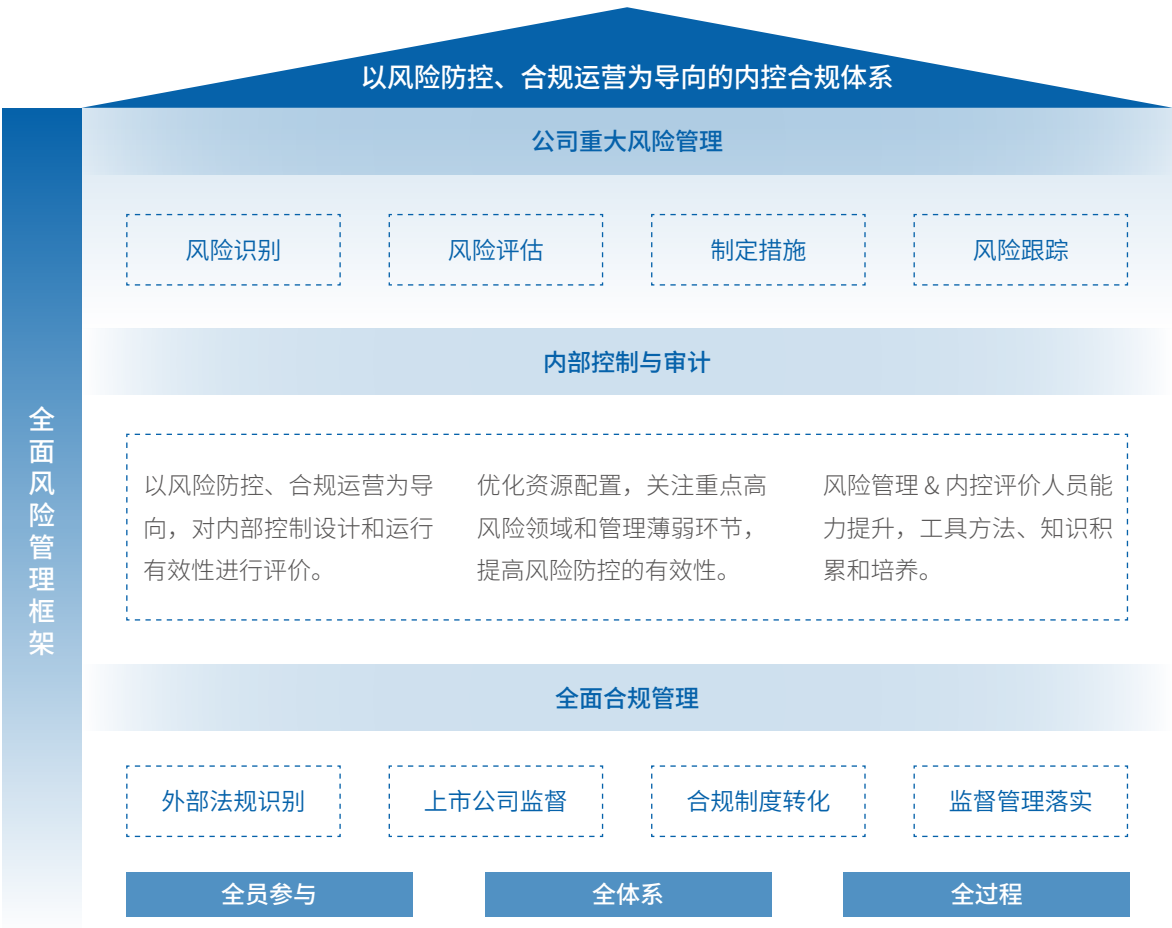 以风险防控、合规运营为导向的内控合规体系
全面风险管理框架
公司重大风险管理
风险识别
风险评估
制定措施
风险跟踪
内部控制与审计
以风险防控、合规运营为导
向，对内部控制设计和运行
有效性进行评价。
优化资源配置，关注重点高
风险领域和管理薄弱环节，
提高风险防控的有效性。
风险管理 & 内控评价人员能
力提升，工具方法、知识积
累和培养。
全面合规管理
外部法规识别
上市公司监督
合规制度转化
监督管理落实
全员参与
全体系
全过程